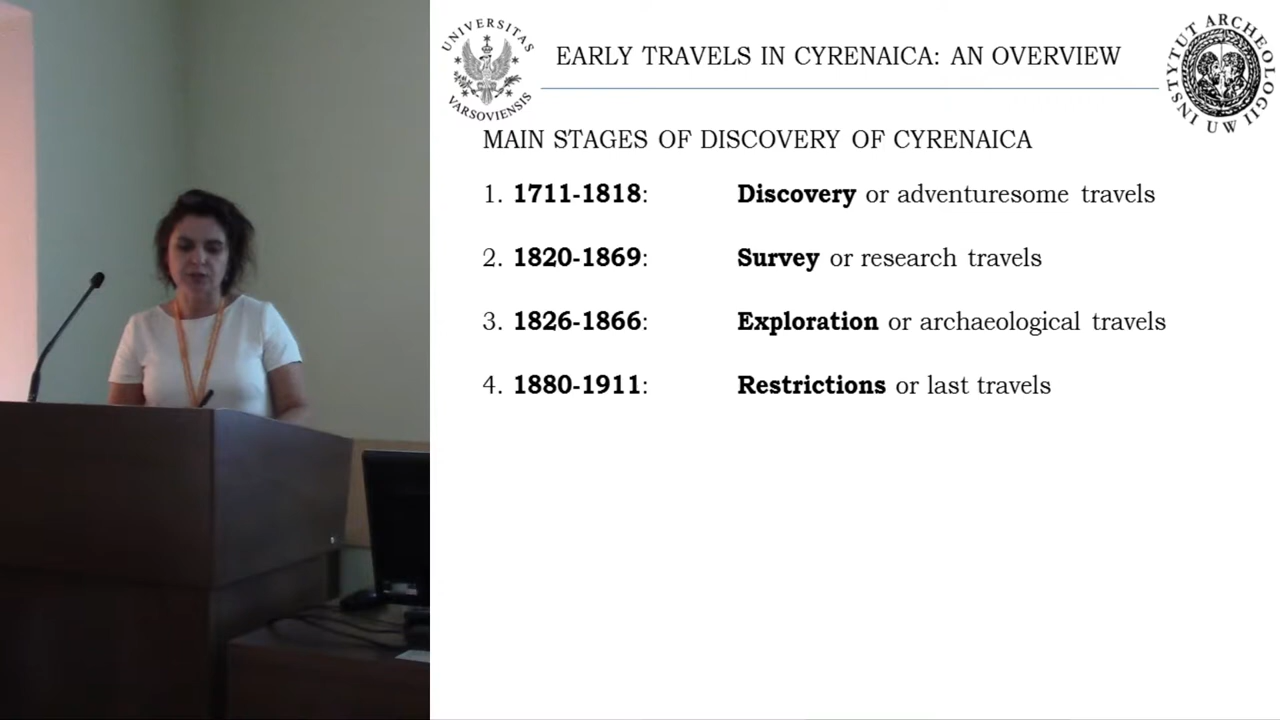 UNIVERSITAS
VARSOVIENSIS
EARLY TRAVELS IN CYRENAICA: AN OVERVIEW
INSTYTUT ARCHEOLOGII UW
MAIN STAGES OF DISCOVERY OF CYRENAICA
1. 1711-1818: Discovery or adventuresome travels
2. 1820-1869: Survey or research travels
3. 1826-1866: Exploration or archaeological travels
4. 1880-1911: Restrictions or last travels